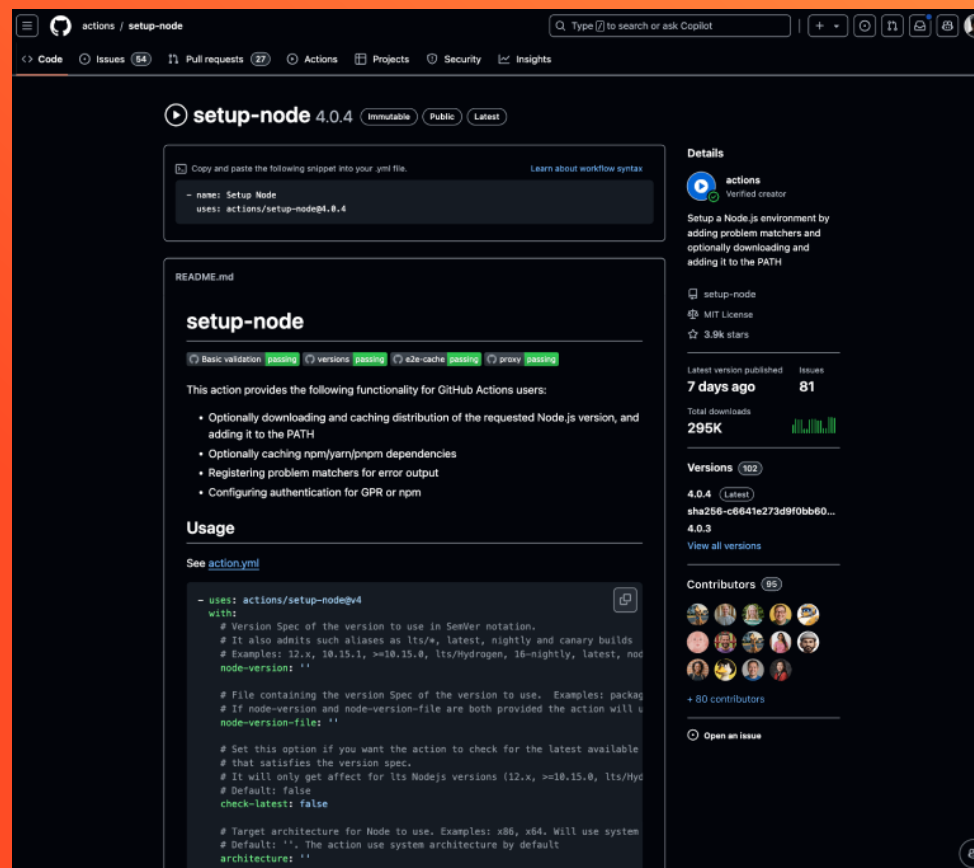 actions / setup-node
Type / to search or ask Copilot
Code
Issues 54
Pull requests 27
Actions
Projects
Security
Insights
setup-node 4.0.4 Immutable Public Latest
Copy and paste the following snippet into your .yml file.
Learn about workflow syntax
- name: Setup Node
uses: actions/setup-node@4.0.4
README.md
setup-node
Basic validation passing versions passing e2e-cache passing proxy passing
This action provides the following functionality for GitHub Actions users:
• Optionally downloading and caching distribution of the requested Node.js version, and
adding it to the PATH
• Optionally caching npm/yarn/pnpm dependencies
• Registering problem matchers for error output
• Configuring authentication for GPR or npm
Usage
See action.yml
- uses: actions/setup-node@v4
with:
# Version Spec of the version to use in SemVer notation.
# It also admits such aliases as lts/*, latest, nightly and canary builds
# Examples: 12.x, 10.15.1, >=10.15.0, lts/Hydrogen, 16-nightly, latest, nod
node-version: ''
# File containing the version Spec of the version to use. Examples: packag
# If node-version and node-version-file are both provided the action will u
node-version-file: ''
# Set this option if you want the action to check for the latest available
# that satisfies the version spec.
# It will only get affect for lts Nodejs versions (12.x, >=10.15.0, lts/Hyd
# Default: false
check-latest: false
# Target architecture for Node to use. Examples: x86, x64. Will use system
# Default: ''. The action use system architecture by default
architecture: ''
Details
actions
Verified creator
Setup a Node.js environment by
adding problem matchers and
optionally downloading and
adding it to the PATH
setup-node
MIT License
3.9k stars
Latest version published
7 days ago
Issues
81
Total downloads
295K
Versions 102
4.0.4 Latest
sha256-c6641e273d9f0bb60...
4.0.3
View all versions
Contributors 95
+ 80 contributors
Open an issue